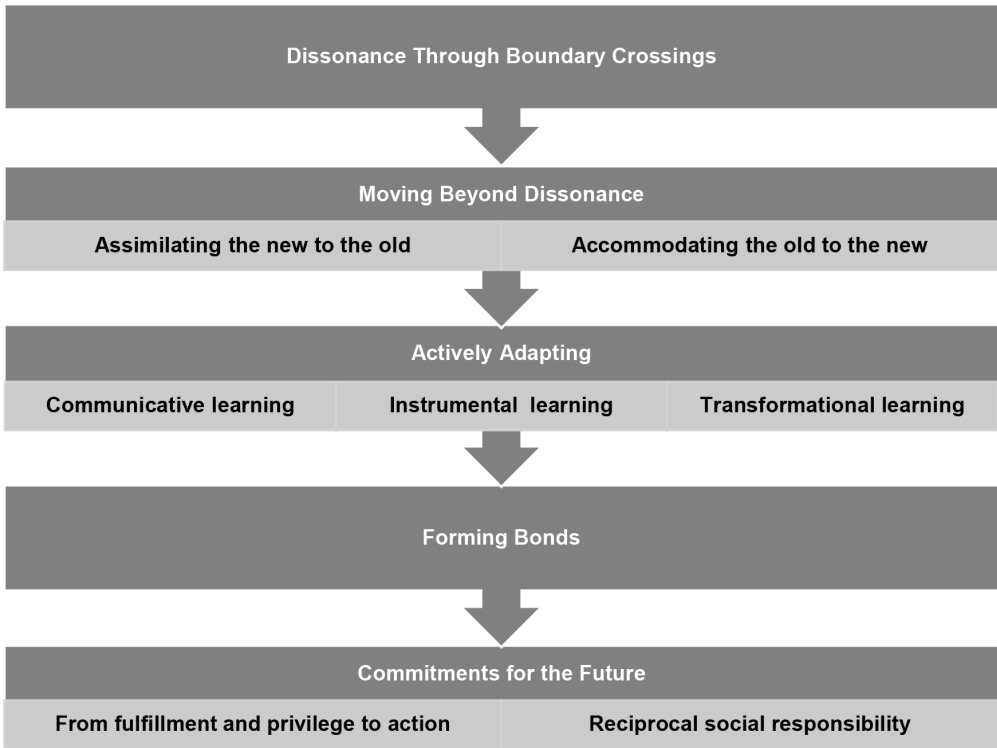 Dissonance Through Boundary Crossings
Moving Beyond Dissonance
Assimilating the new to the old
Accommodating the old to the new
Actively Adapting
Communicative learning
Instrumental learning
Transformational learning
Forming Bonds
Commitments for the Future
From fulfillment and privilege to action
Reciprocal social responsibility